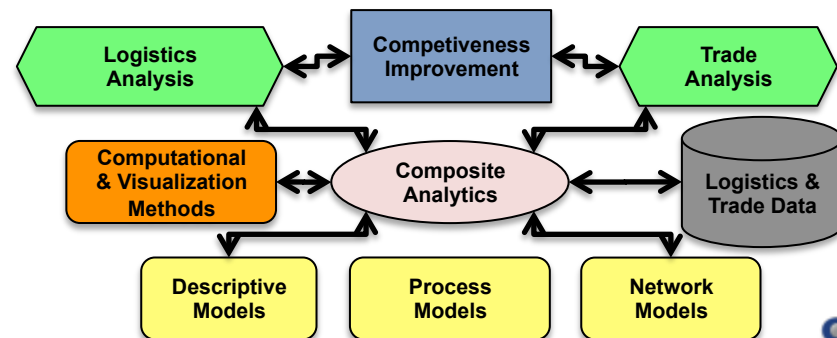 Logistics
Analysis
Competiveness
Improvement
Trade
Analysis
Computational
& Visualization
Methods
Composite
Analytics
Logistics &
Trade Data
Descriptive
Models
Process
Models
Network
Models